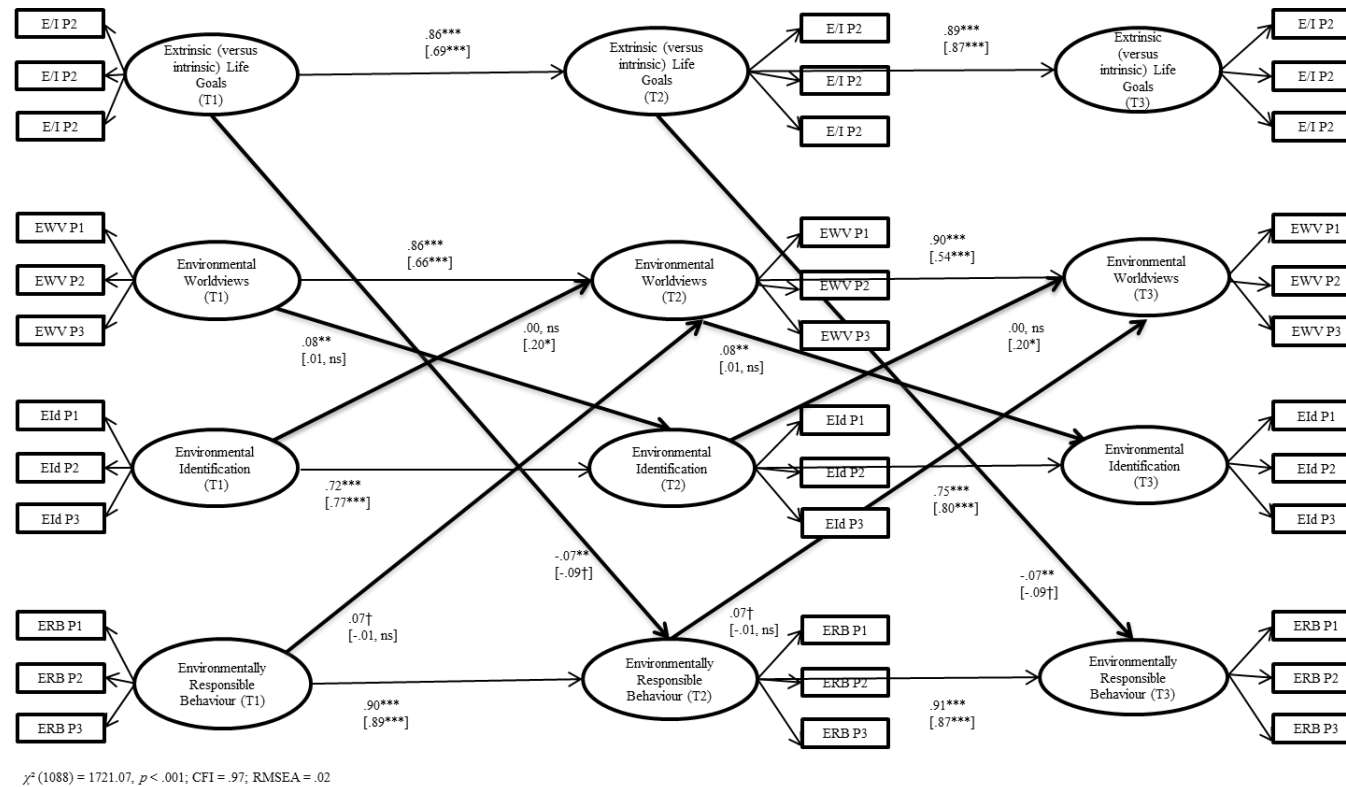 E/I P2
E/I P2
E/I P2
Extrinsic (versus
intrinsic) Life
Goals
(T1)
.86***
[.69***]
Extrinsic (versus
intrinsic) Life
Goals
(T2)
E/I P2
E/I P2
E/I P2
.89***
[.87***]
Extrinsic
(versus
intrinsic) Life
Goals
(T3)
E/I P2
E/I P2
E/I P2
EWV P1
EWV P2
EWV P3
Environmental
Worldviews
(T1)
.86***
[.66***]
Environmental
Worldviews
(T2)
EWV P1
EWV P2
EWV P3
.90***
[.54***]
Environmental
Worldviews
(T3)
EWV P1
EWV P2
EWV P3
.08**
[.01, ns]
.00, ns
[.20*]
.08**
[.01, ns]
.00, ns
[.20*]
EId P1
EId P2
EId P3
Environmental
Identification
(T1)
.72***
[.77***]
Environmental
Identification
(T2)
EId P1
EId P2
EId P3
.75***
[.80***]
Environmental
Identification
(T3)
EId P1
EId P2
EId P3
-.07**
[-.09†]
-.07**
[-.09†]
.07†
[-.01, ns]
.07†
[-.01, ns]
ERB P1
ERB P2
ERB P3
Environmentally
Responsible
Behaviour (T1)
.90***
[.89***]
Environmentally
Responsible
Behaviour (T2)
ERB P1
ERB P2
ERB P3
.91***
[.87***]
Environmentally
Responsible
Behaviour (T3)
ERB P1
ERB P2
ERB P3
χ² (1088) = 1721.07, p < .001; CFI = .97; RMSEA = .02